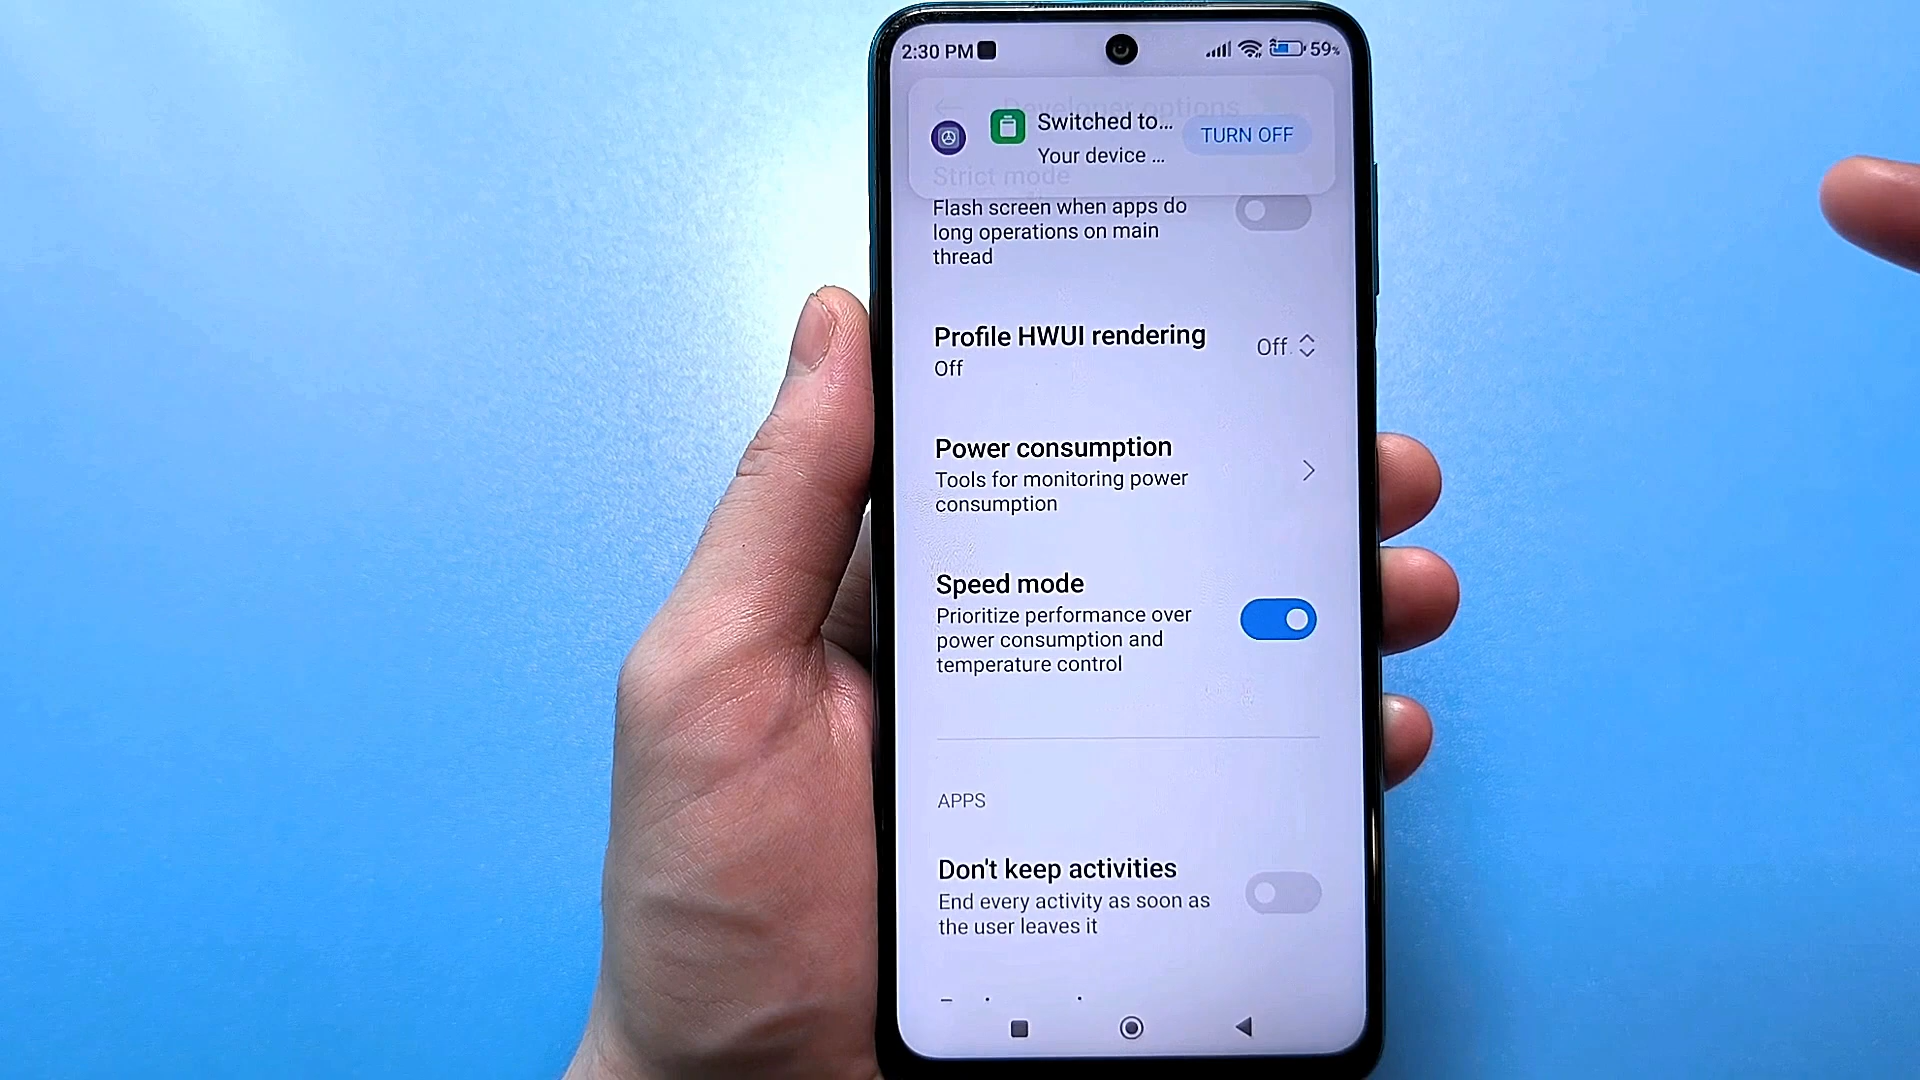 2:30 PM
59%
Developer options
Switched to...
TURN OFF
Your device ...
Strict mode
Flash screen when apps do
long operations on main
thread
Profile HWUI rendering
Off
Off
Power consumption
Tools for monitoring power
consumption
Speed mode
Prioritize performance over
power consumption and
temperature control
APPS
Don't keep activities
End every activity as soon as
the user leaves it